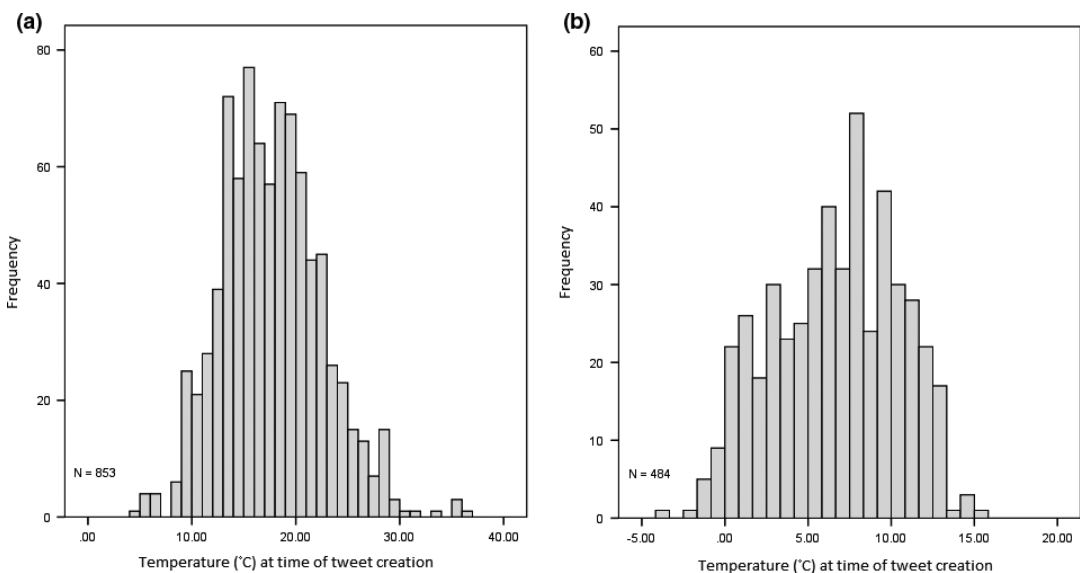 (a)
80
60
40
20
0
Frequency
N = 853
.00 10.00 20.00 30.00 40.00
Temperature (˚C) at time of tweet creation
(b)
60
50
40
30
20
10
0
Frequency
N = 484
-5.00 .00 5.00 10.00 15.00 20.00
Temperature (˚C) at time of tweet creation